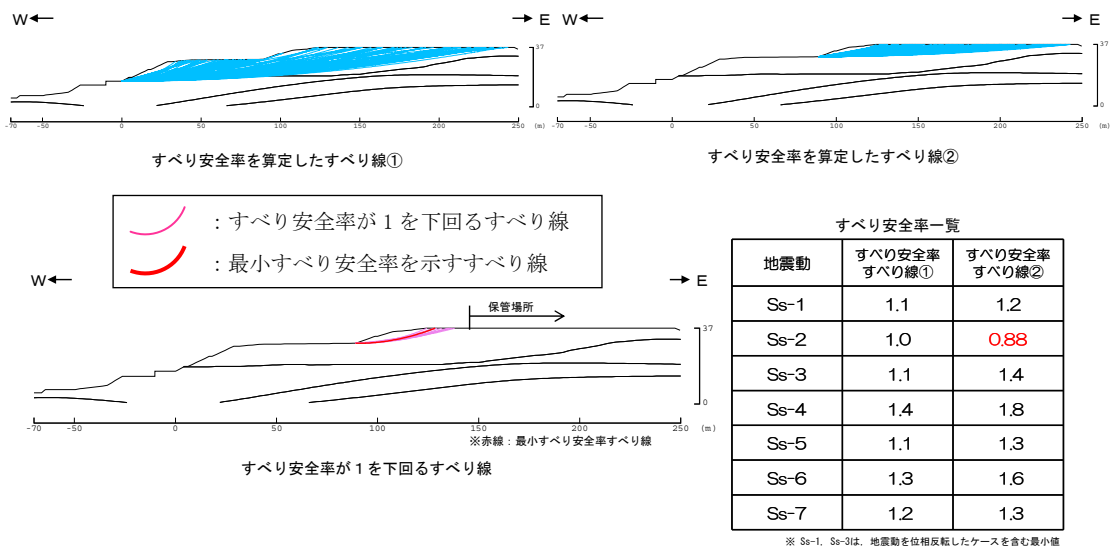 W E
37
0
-70 -50 0 50 100 150 200 250 (m)
すべり安全率を算定したすべり線①
W E
37
0
-70 -50 0 50 100 150 200 250 (m)
すべり安全率を算定したすべり線②
：すべり安全率が１を下回るすべり線
：最小すべり安全率を示すすべり線
W E
保管場所
37
0
-70 -50 0 50 100 150 200 250 (m)
※赤線：最小すべり安全率すべり線
すべり安全率が１を下回るすべり線
すべり安全率一覧
地震動 すべり安全率 すべり線① すべり安全率 すべり線②
Ss-1 1.1 1.2
Ss-2 1.0 0.88
Ss-3 1.1 1.4
Ss-4 1.4 1.8
Ss-5 1.1 1.3
Ss-6 1.3 1.6
Ss-7 1.2 1.3
※ Ss-1，Ss-3は，地震動を位相反転したケースを含む最小値